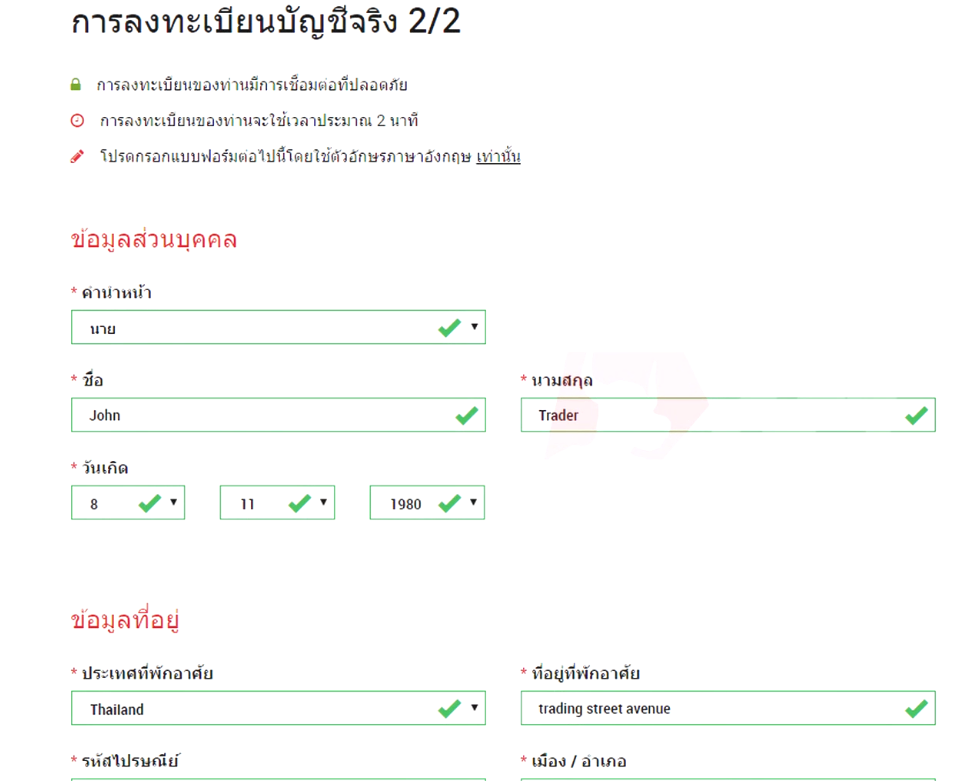 การลงทะเบียนบัญชีจริง 2/2
การลงทะเบียนของท่านมีการเชื่อมต่อที่ปลอดภัย
การลงทะเบียนของท่านจะใช้เวลาประมาณ 2 นาที
โปรดกรอกแบบฟอร์มต่อไปนี้โดยใช้ตัวอักษรภาษาอังกฤษ เท่านั้น
ข้อมูลส่วนบุคคล
* คำนำหน้า
นาย
* ชื่อ * นามสกุล
John Trader
* วันเกิด
8 11 1980
ข้อมูลที่อยู่
* ประเทศที่พักอาศัย * ที่อยู่ที่พักอาศัย
Thailand trading street avenue
* รหัสไปรษณีย์ * เมือง / อำเภอ